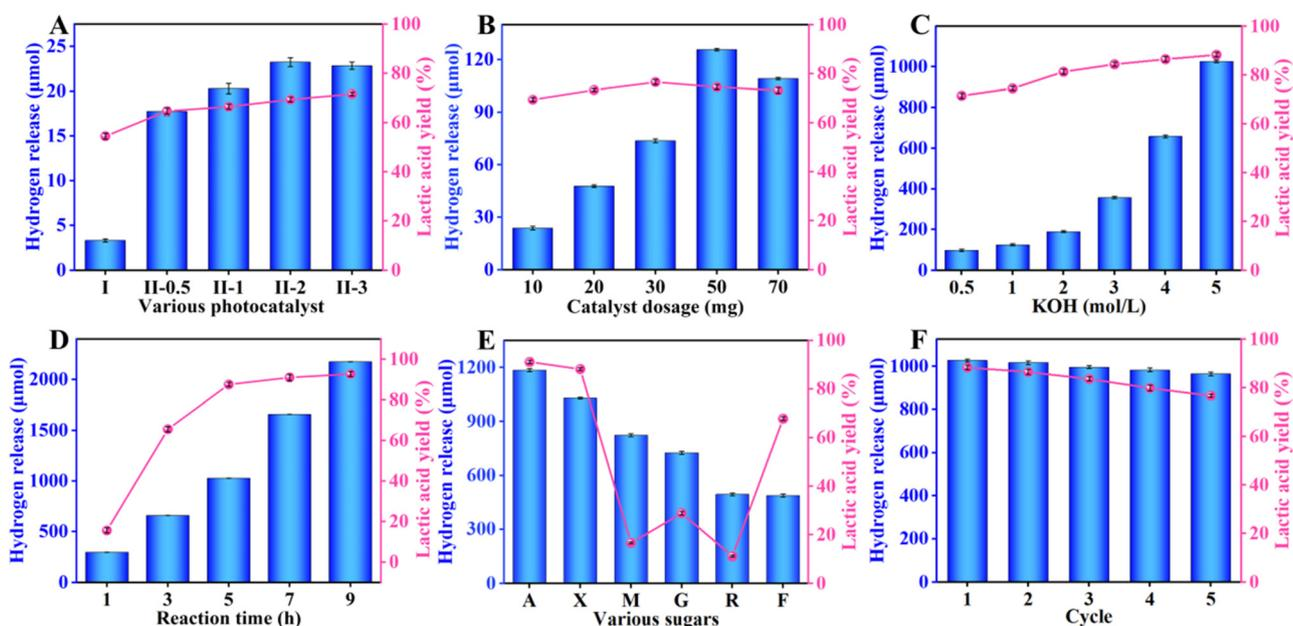 A
Hydrogen release (μmol)
25
20
15
10
5
0
I II-0.5 II-1 II-2 II-3
Various photocatalyst
100
80
60
40
20
0
Lactic acid yield (%)
B
Hydrogen release (μmol)
120
90
60
30
0
10 20 30 50 70
Catalyst dosage (mg)
100
80
60
40
20
0
Lactic acid yield (%)
C
Hydrogen release (μmol)
1000
800
600
400
200
0
0.5 1 2 3 4 5
KOH (mol/L)
100
80
60
40
20
0
Lactic acid yield (%)
D
Hydrogen release (μmol)
2000
1500
1000
500
0
1 3 5 7 9
Reaction time (h)
100
80
60
40
20
0
Lactic acid yield (%)
E
Hydrogen release (μmol)
1200
900
600
300
0
A X M G R F
Various sugars
100
80
60
40
20
0
Lactic acid yield (%)
F
Hydrogen release (μmol)
1000
800
600
400
200
0
1 2 3 4 5
Cycle
100
80
60
40
20
0
Lactic acid yield (%)